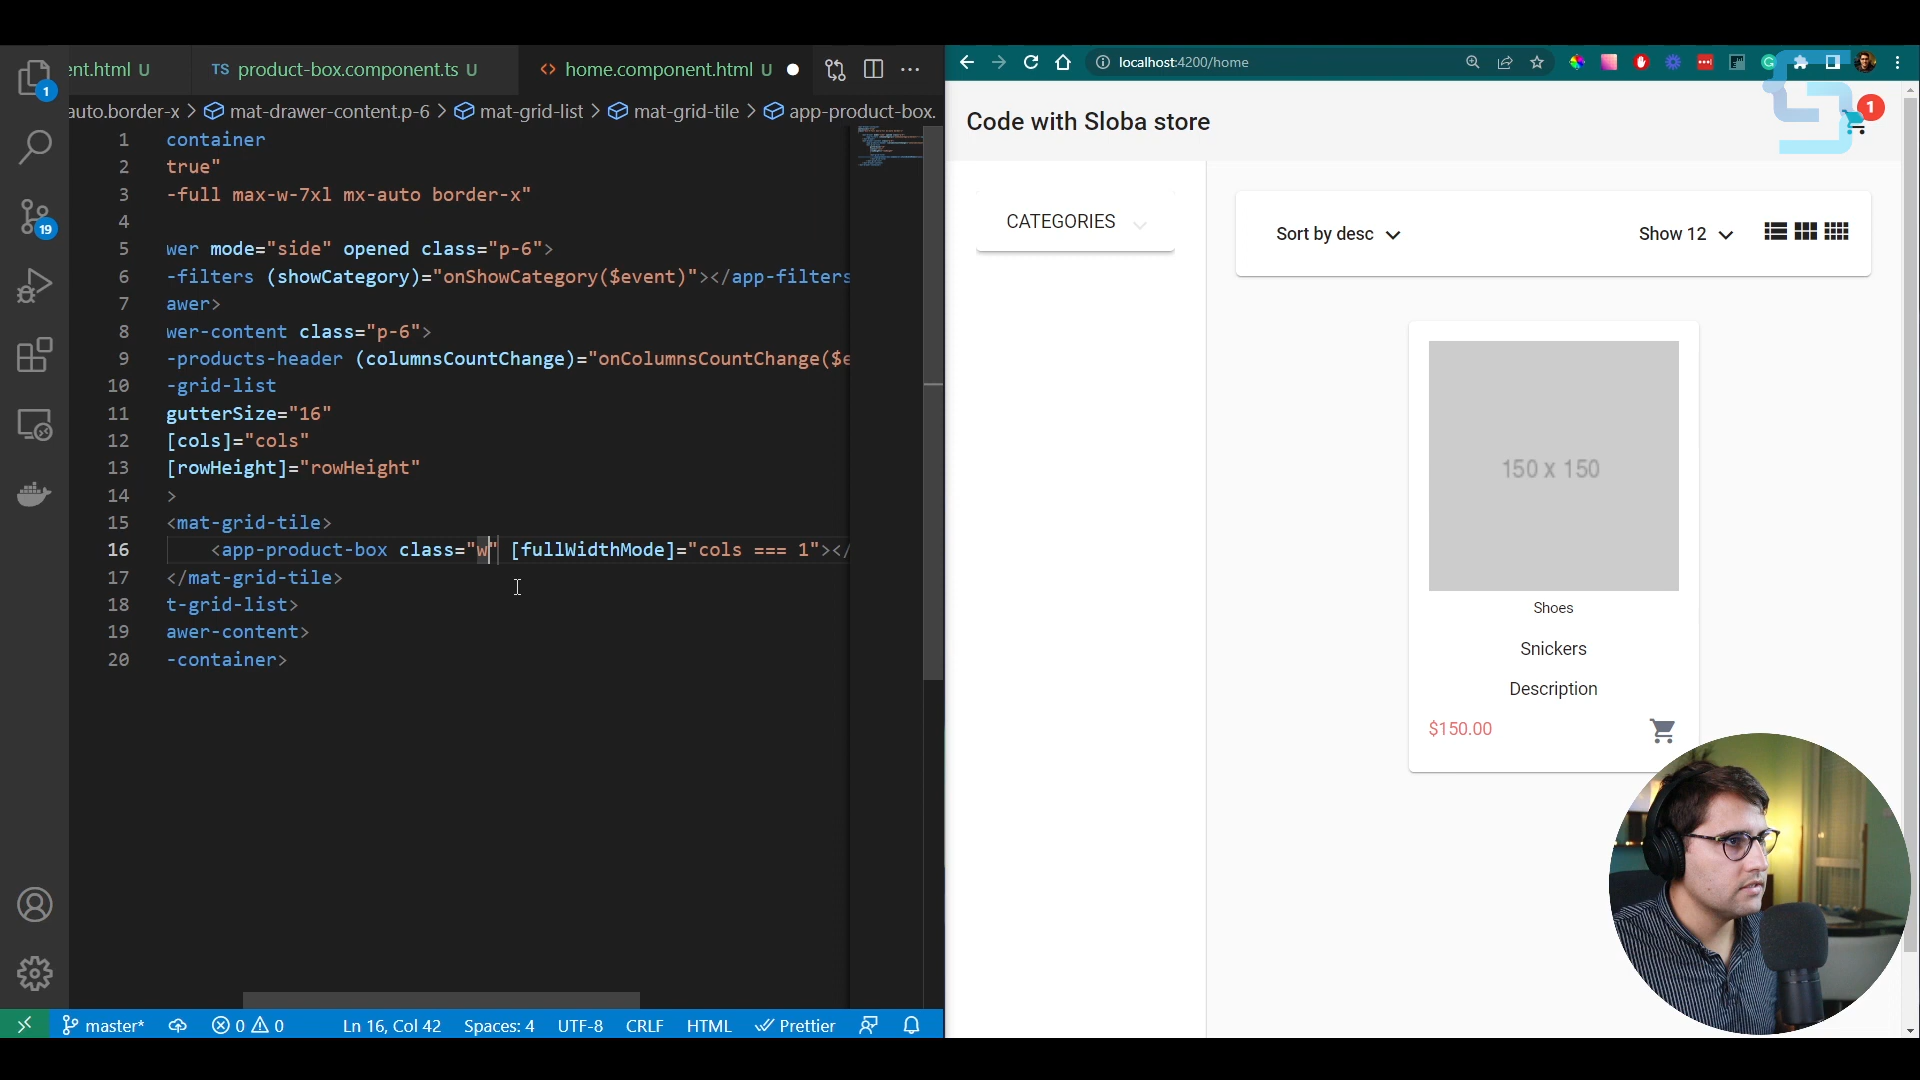 ent.html U
TS product-box.component.ts U
<> home.component.html U
auto.border-x > mat-drawer-content.p-6 > mat-grid-list > mat-grid-tile > app-product-box.
1 container
2 true"
3 -full max-w-7xl mx-auto border-x"
4
5 wer mode="side" opened class="p-6">
6 -filters (showCategory)="onShowCategory($event)"></app-filters
7 awer>
8 wer-content class="p-6">
9 -products-header (columnsCountChange)="onColumnsCountChange($e
10 -grid-list
11 gutterSize="16"
12 [cols]="cols"
13 [rowHeight]="rowHeight"
14 >
15 <mat-grid-tile>
16 <app-product-box class="w" [fullWidthMode]="cols === 1"></
17 </mat-grid-tile>
18 t-grid-list>
19 awer-content>
20 -container>
1
19
master*
0 0
Ln 16, Col 42
Spaces: 4
UTF-8
CRLF
HTML
Prettier
localhost:4200/home
Code with Sloba store
1
CATEGORIES
Sort by desc
Show 12
150 x 150
Shoes
Snickers
Description
$150.00